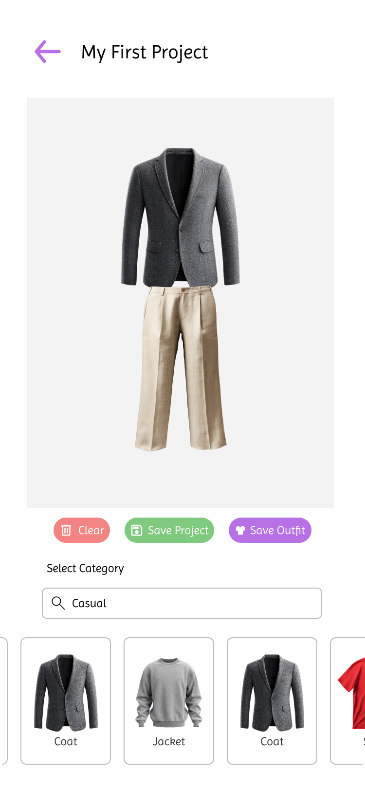 My First Project
Clear
Save Project
Save Outfit
Select Category
Casual
Coat
Jacket
Coat